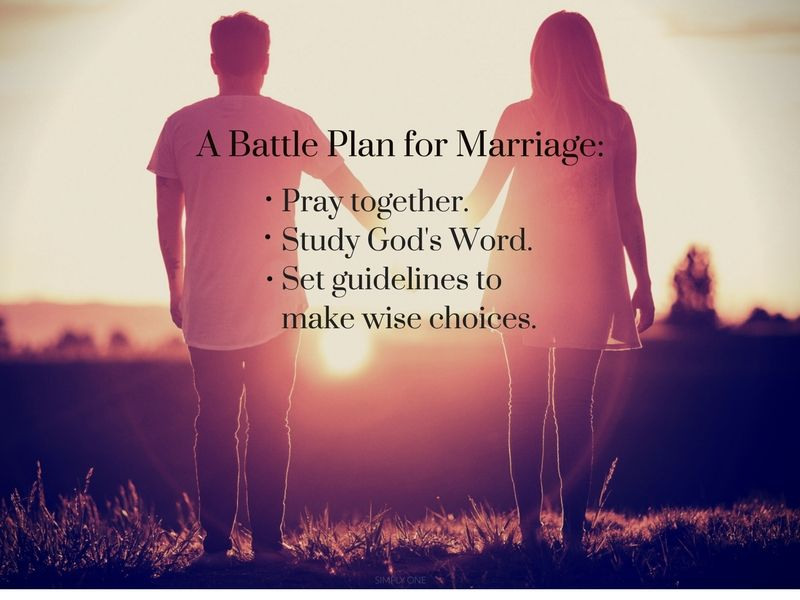 A Battle Plan for Marriage:
• Pray together.
• Study God's Word.
• Set guidelines to
make wise choices.
SIMPLY ONE